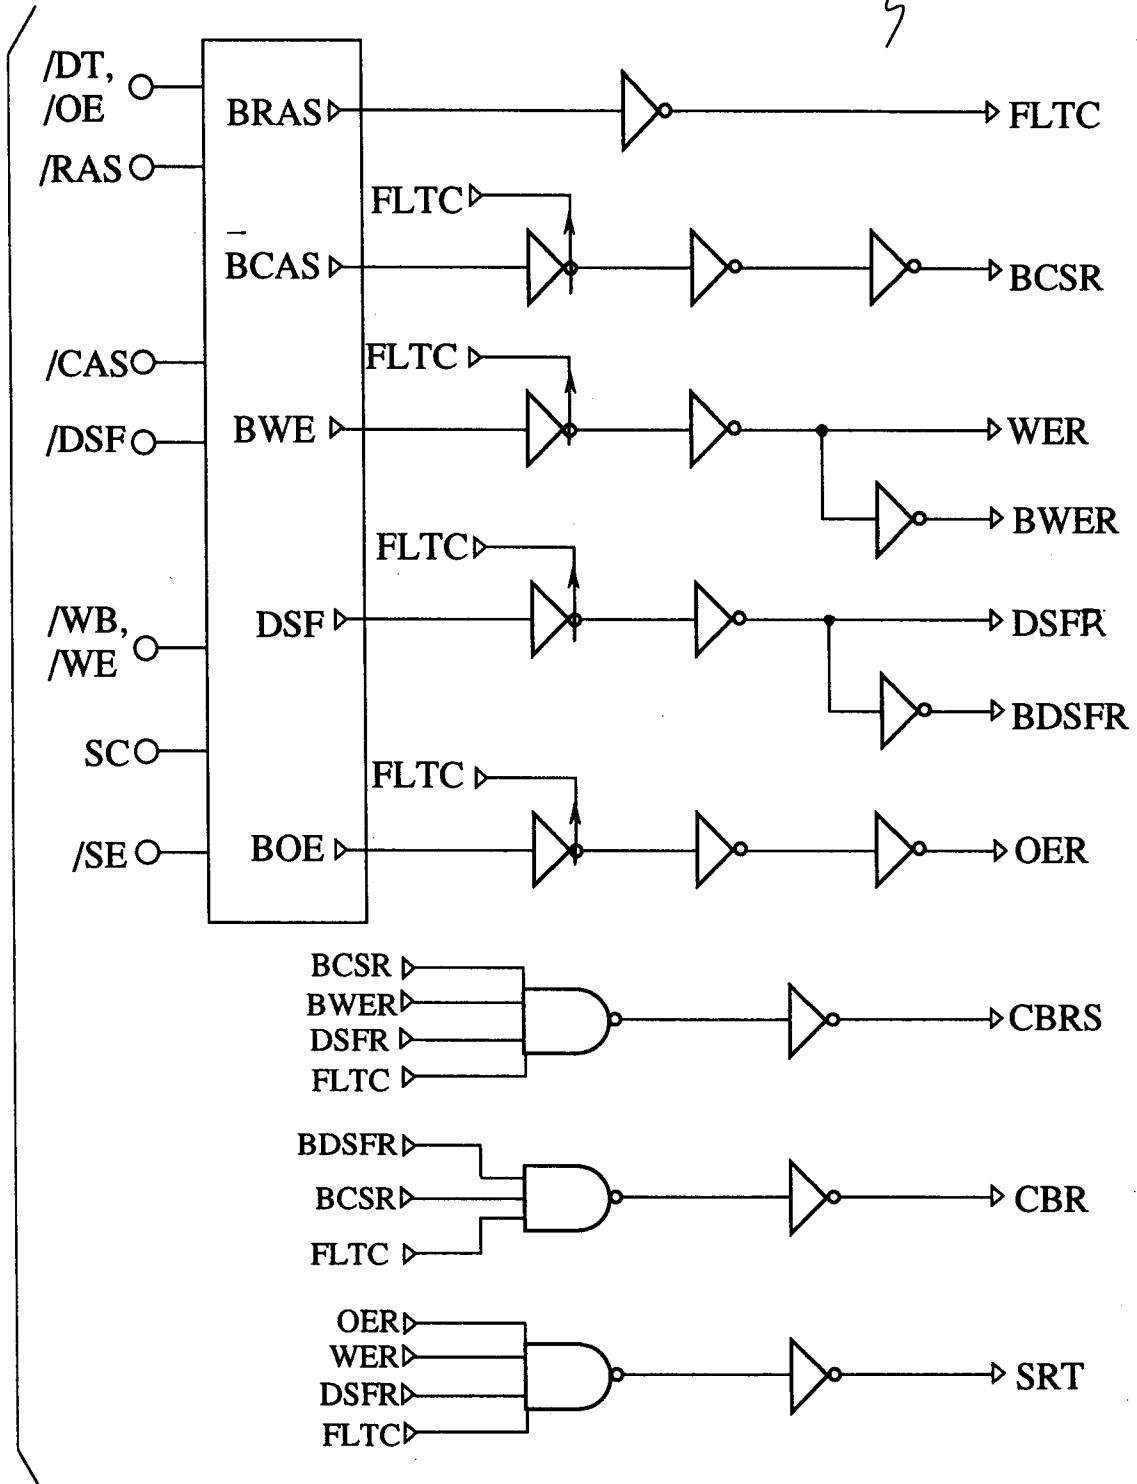 /DT,
/OE
BRAS
FLTC
/RAS
FLTC
BCAS
BCSR
/CAS
FLTC
/DSF
BWE
WER
BWER
FLTC
/WB,
/WE
DSF
DSFR
BDSFR
SC
FLTC
/SE
BOE
OER
BCSR
BWER
DSFR
FLTC
CBRS
BDSFR
BCSR
FLTC
CBR
OER
WER
DSFR
FLTC
SRT